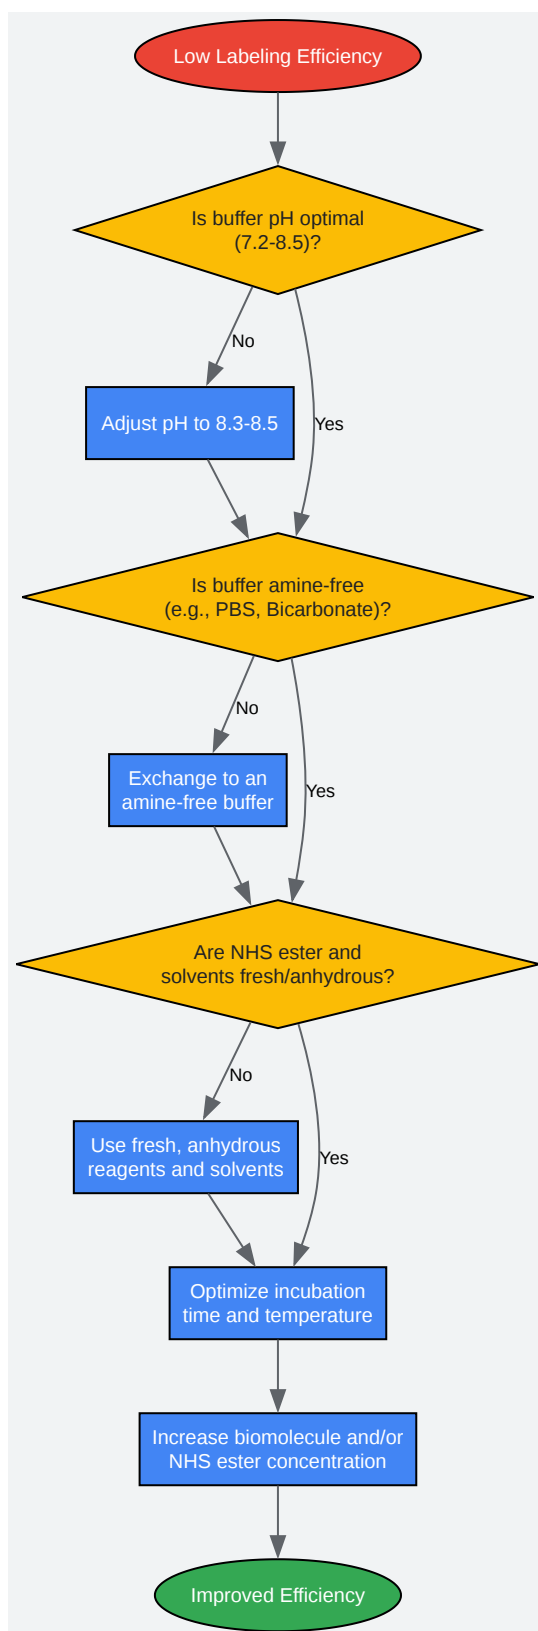 Low Labeling Efficiency
Is buffer pH optimal
(7.2-8.5)?
No
Yes
Adjust pH to 8.3-8.5
Is buffer amine-free
(e.g., PBS, Bicarbonate)?
No
Yes
Exchange to an
amine-free buffer
Are NHS ester and
solvents fresh/anhydrous?
No
Yes
Use fresh, anhydrous
reagents and solvents
Optimize incubation
time and temperature
Increase biomolecule and/or
NHS ester concentration
Improved Efficiency